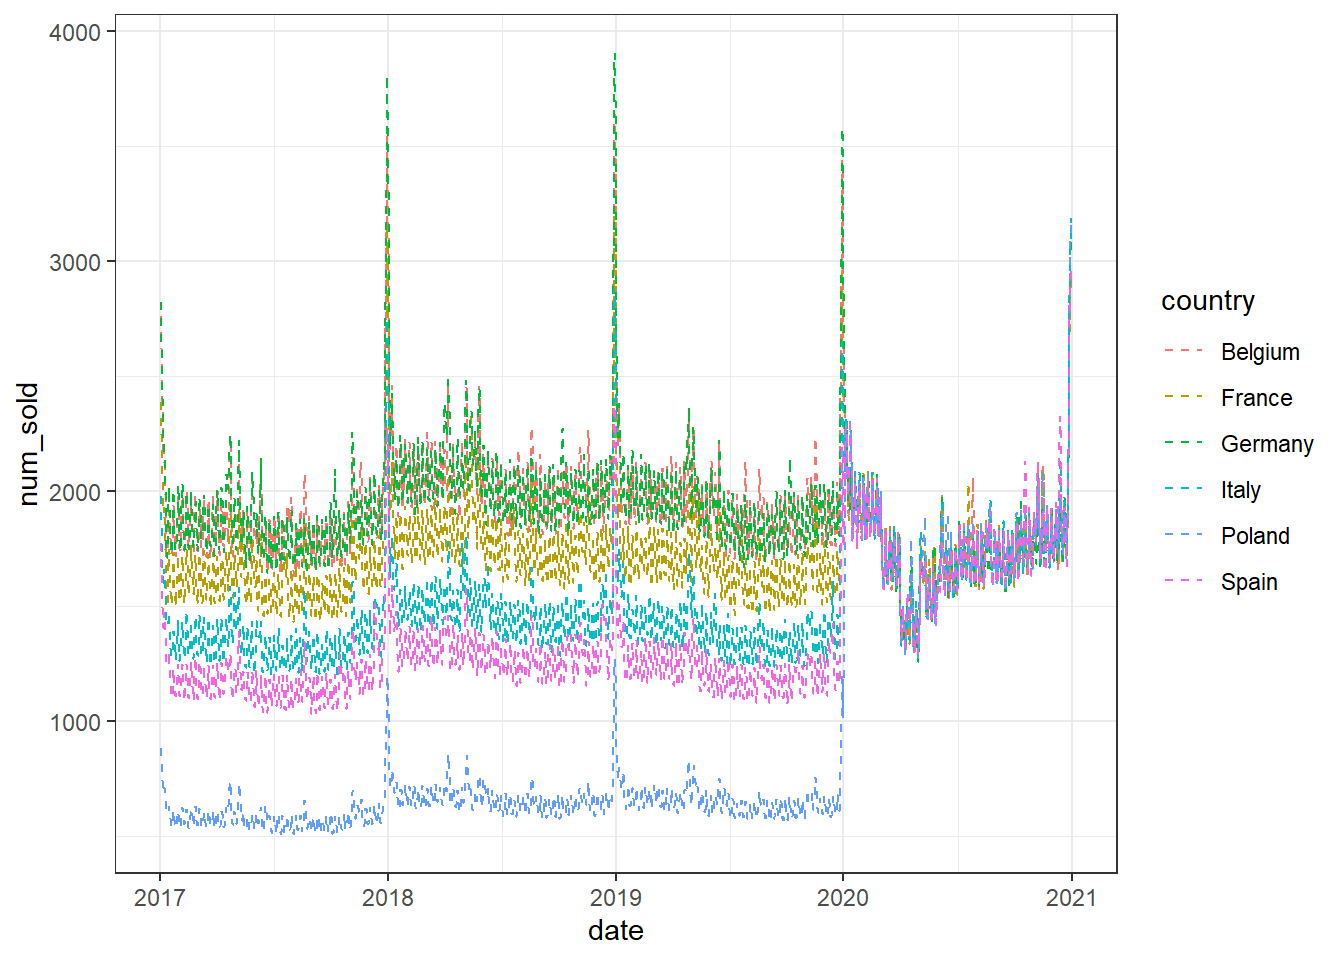 4000
3000
2000
1000
num_sold
2017 2018 2019 2020 2021
date
country
Belgium
France
Germany
Italy
Poland
Spain